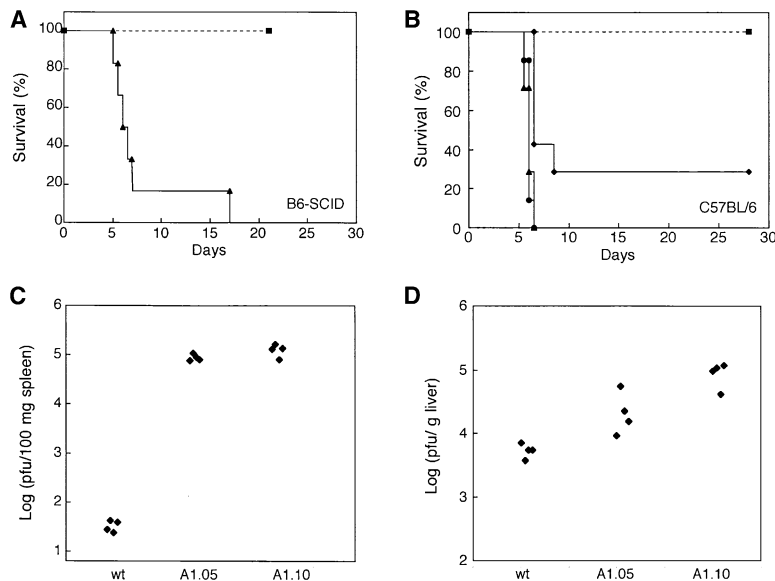 A
Survival (%)
100
80
60
40
20
0
B6-SCID
0 5 10 15 20 25 30
Days
B
Survival (%)
100
80
60
40
20
0
C57BL/6
0 5 10 15 20 25 30
Days
C
Log (pfu/100 mg spleen)
6
5
4
3
2
1
wt A1.05 A1.10
D
Log (pfu/ g liver)
6
5
4
3
2
wt A1.05 A1.10